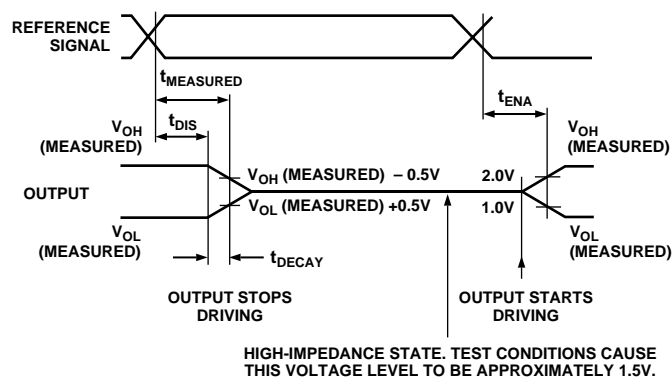 REFERENCE
SIGNAL
tMEASURED
tDIS
tENA
VOH
(MEASURED)
VOH
(MEASURED)
VOH (MEASURED) – 0.5V
2.0V
OUTPUT
VOL (MEASURED) +0.5V
1.0V
VOL
(MEASURED)
VOL
(MEASURED)
tDECAY
OUTPUT STOPS
DRIVING
OUTPUT STARTS
DRIVING
HIGH-IMPEDANCE STATE. TEST CONDITIONS CAUSE
THIS VOLTAGE LEVEL TO BE APPROXIMATELY 1.5V.